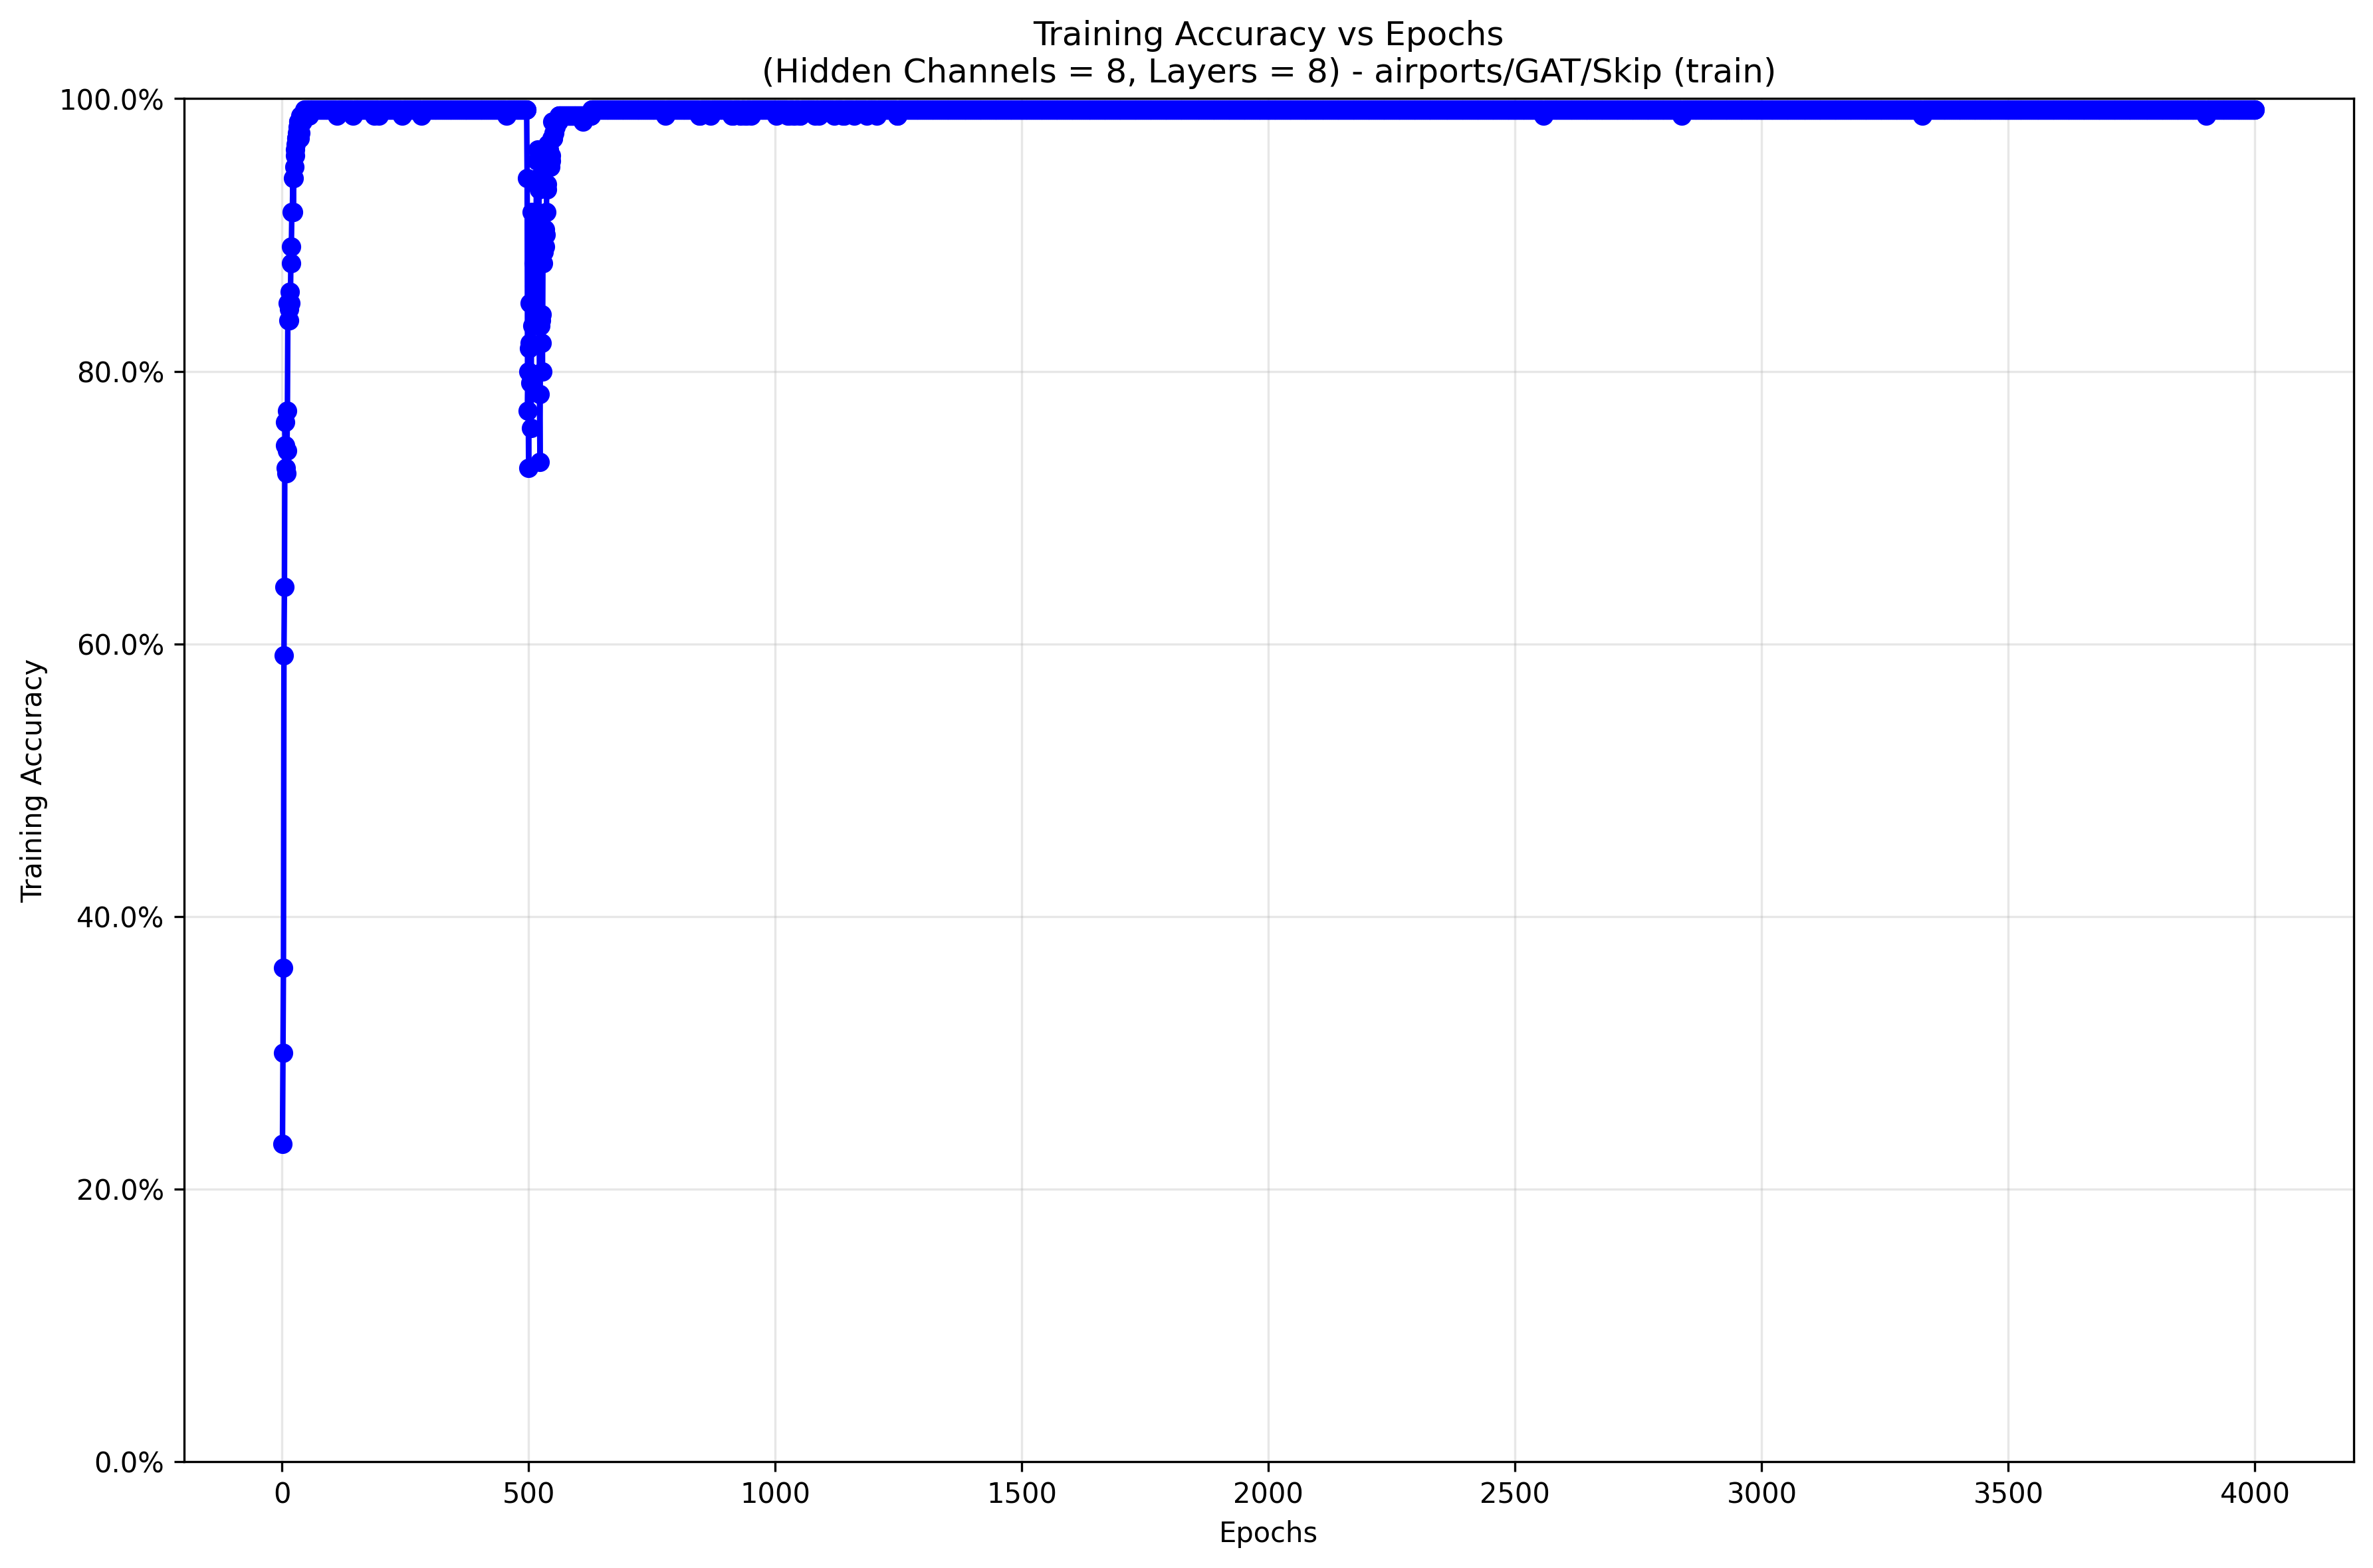 Training Accuracy vs Epochs
(Hidden Channels = 8, Layers = 8) - airports/GAT/Skip (train)
100.0%
80.0%
60.0%
40.0%
20.0%
0.0%
Training Accuracy
0 500 1000 1500 2000 2500 3000 3500 4000
Epochs